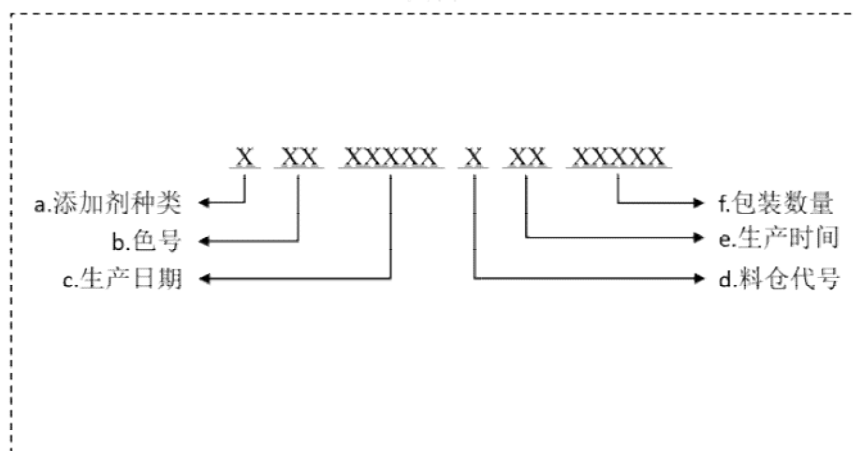 X XX XXXXX X XX XXXXX
a.添加剂种类
f.包装数量
b.色号
e.生产时间
c.生产日期
d.料仓代号